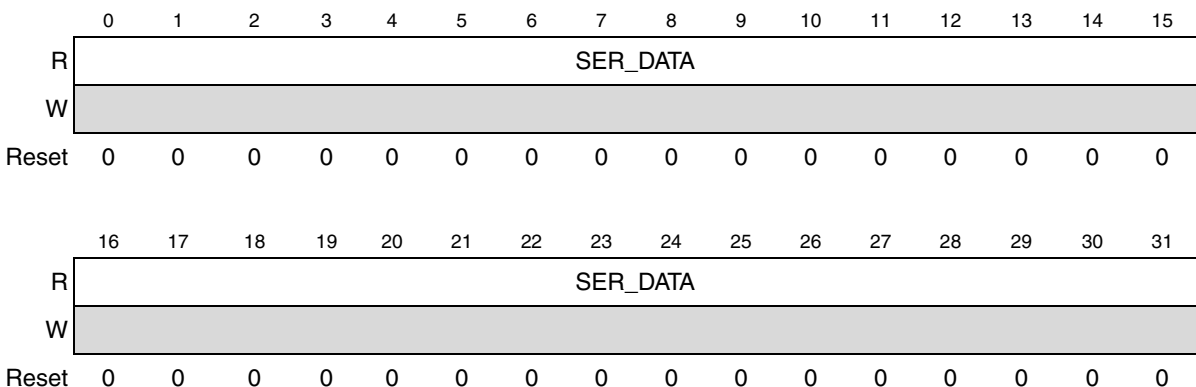 0 1 2 3 4 5 6 7 8 9 10 11 12 13 14 15
R SER_DATA
W
Reset 0 0 0 0 0 0 0 0 0 0 0 0 0 0 0 0
16 17 18 19 20 21 22 23 24 25 26 27 28 29 30 31
R SER_DATA
W
Reset 0 0 0 0 0 0 0 0 0 0 0 0 0 0 0 0